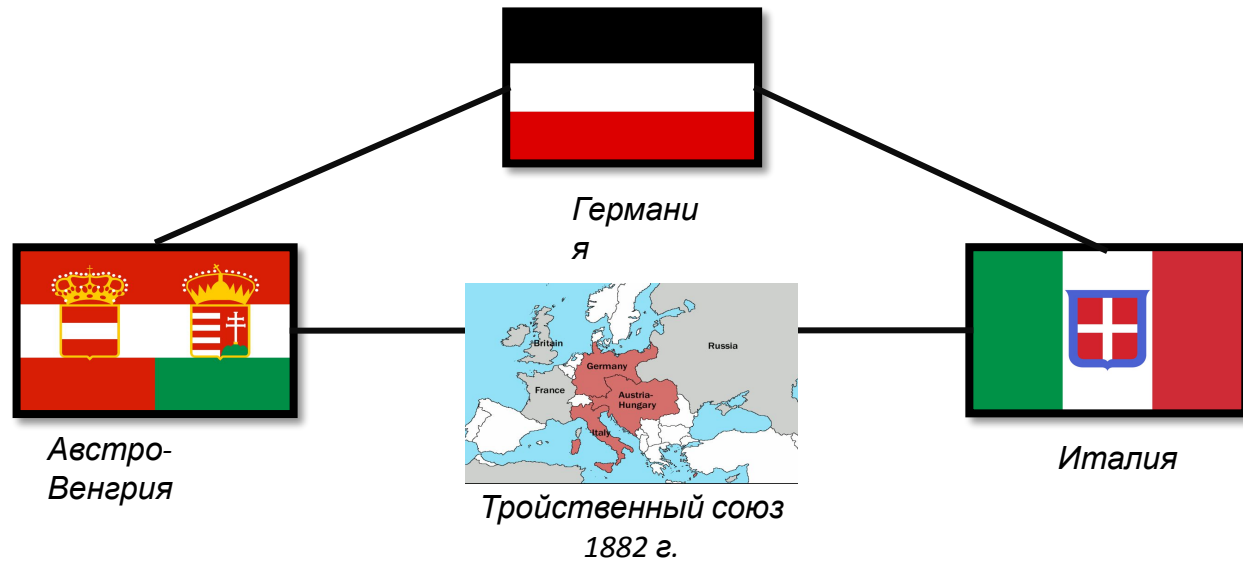 Германи
я
Britain
Russia
Germany
France
Austria-
Hungary
Italy
Австро-
Венгрия
Италия
Тройственный союз
1882 г.